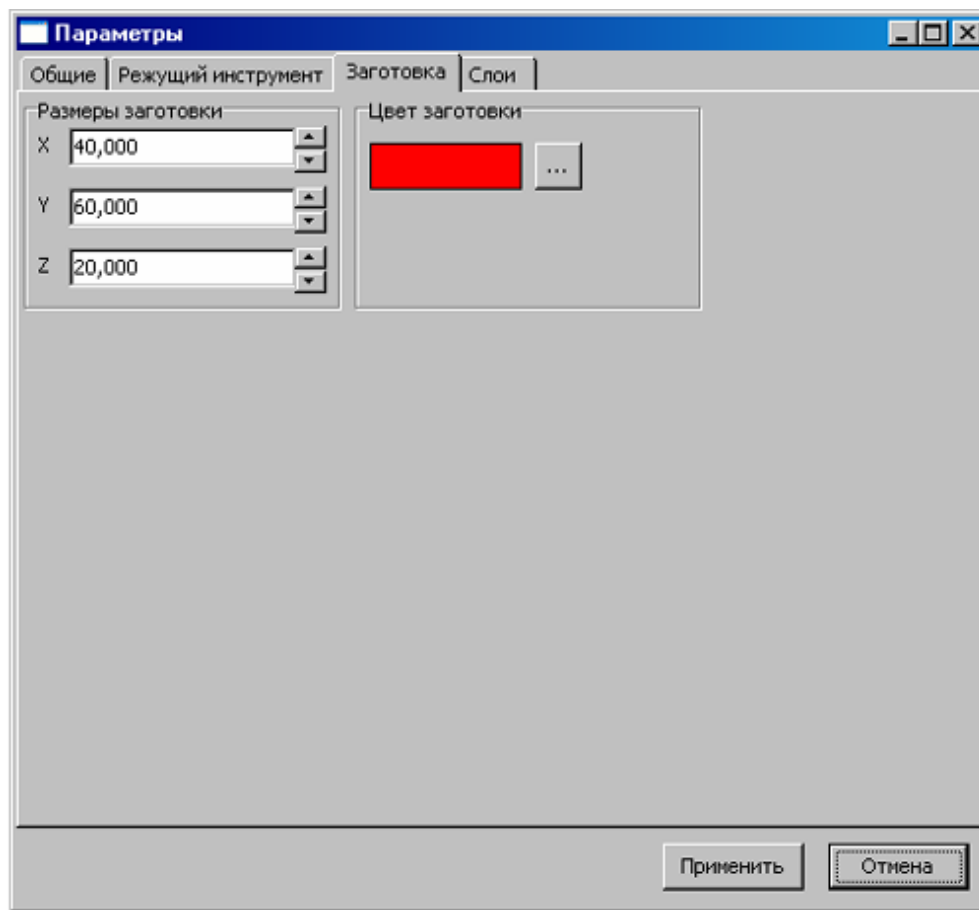 Параметры
Общие Режущий инструмент Заготовка Слои
Размеры заготовки Цвет заготовки
X 40,000
...
Y 60,000
Z 20,000
Применить Отмена